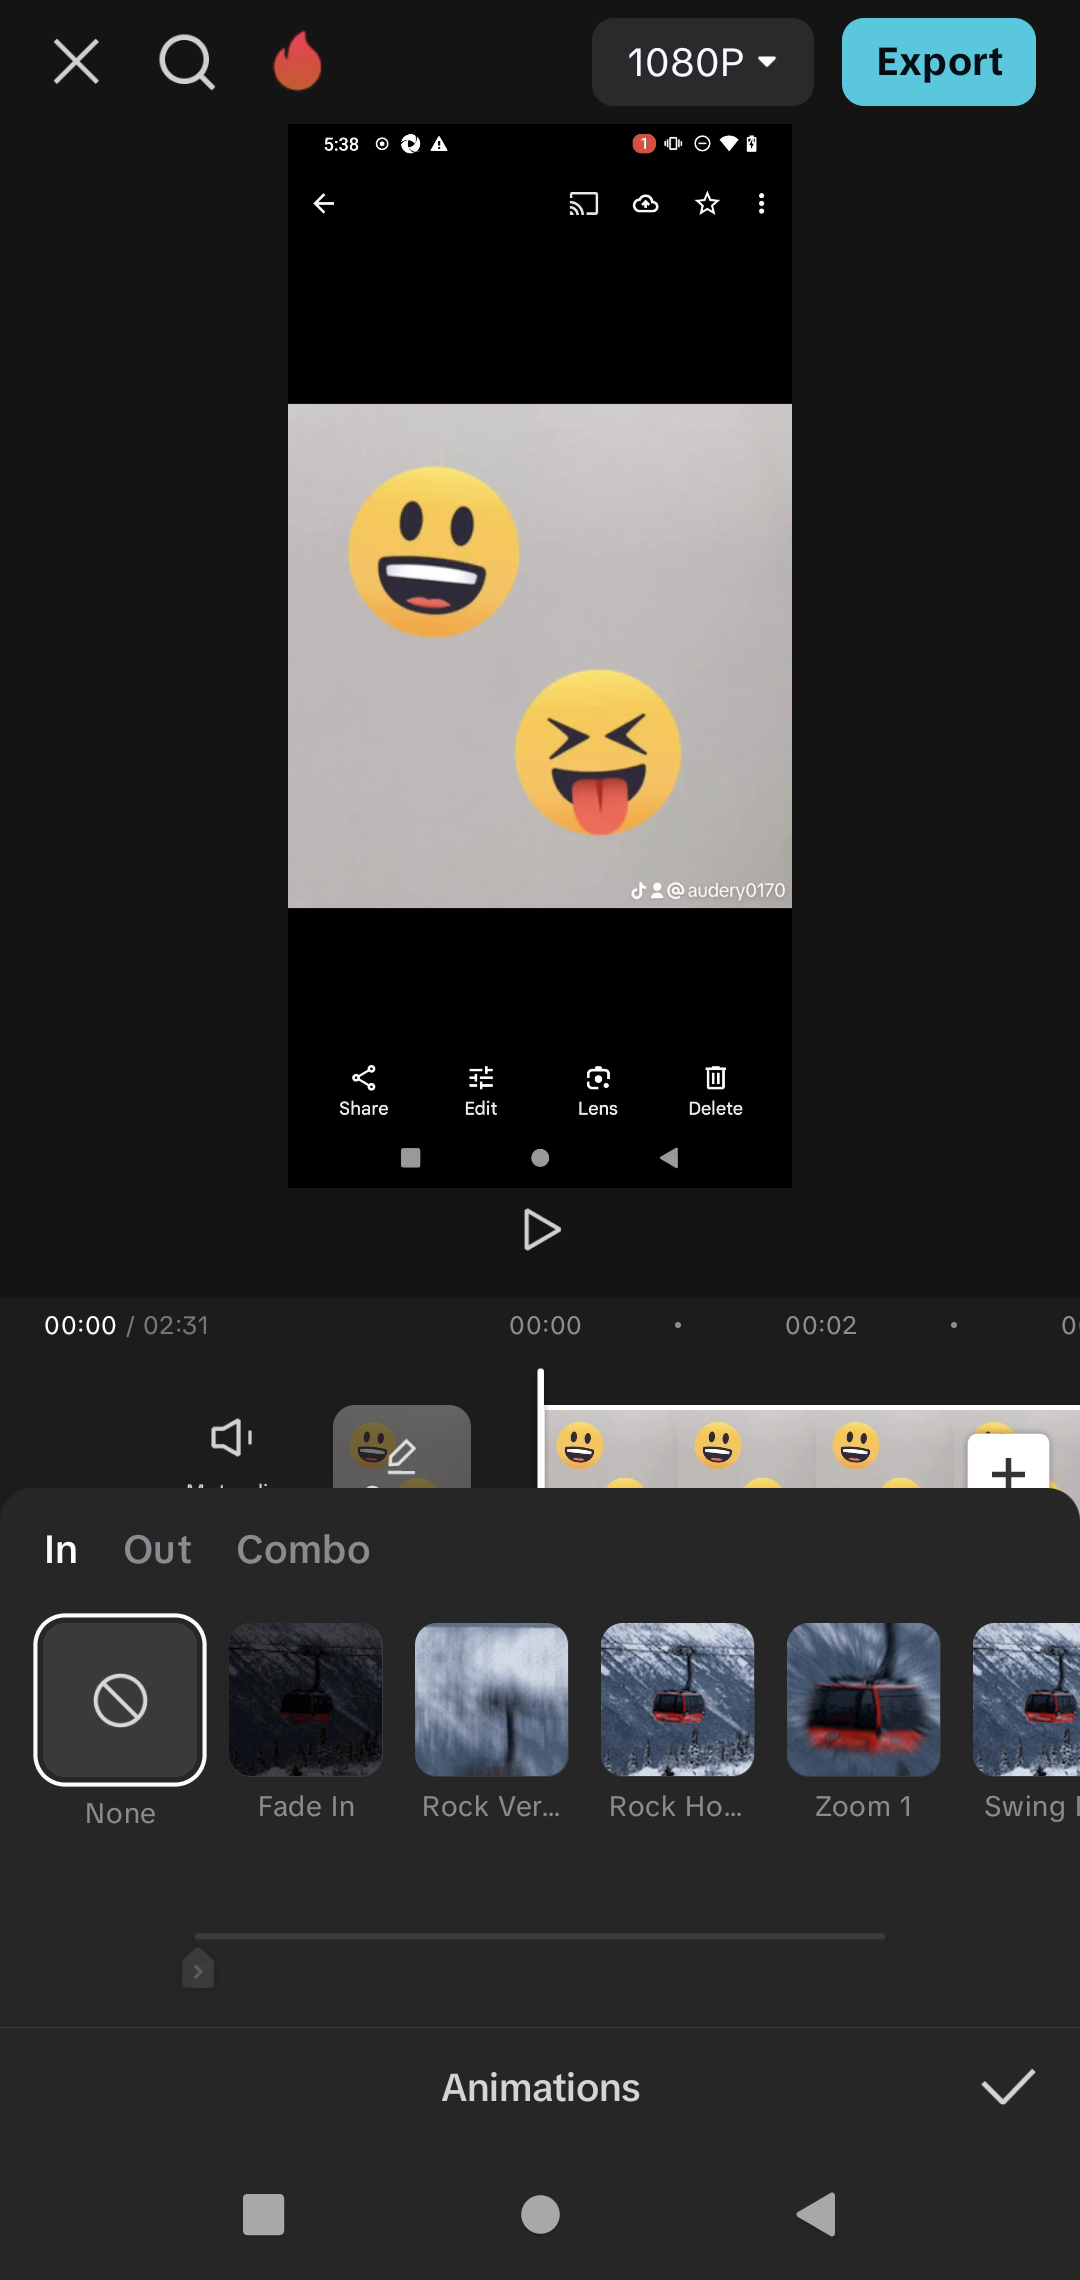 1080P
Export
5:38
1
audery0170
Share
Edit
Lens
Delete
00:00 / 02:31
00:00
00:02
In
Out
Combo
None
Fade In
Rock Ver...
Rock Ho...
Zoom 1
Swing
Animations